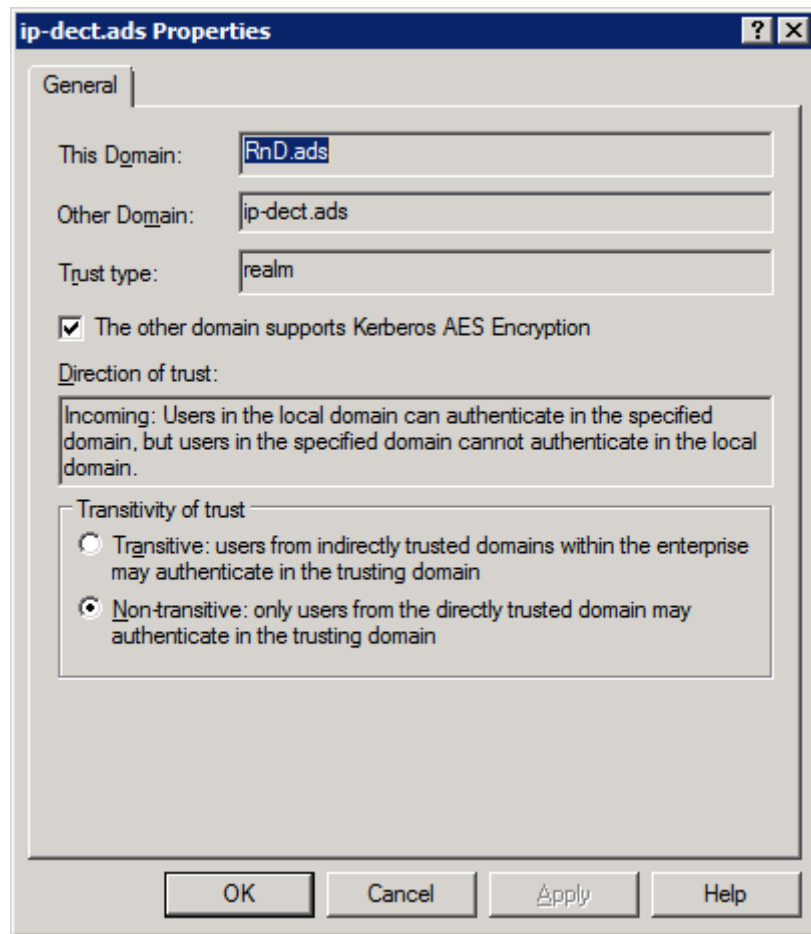 ip-dect.ads Properties
General
This Domain: RnD.ads
Other Domain: ip-dect.ads
Trust type: realm
The other domain supports Kerberos AES Encryption
Direction of trust:
Incoming: Users in the local domain can authenticate in the specified
domain, but users in the specified domain cannot authenticate in the local
domain.
Transitivity of trust
Transitive: users from indirectly trusted domains within the enterprise
may authenticate in the trusting domain
Non-transitive: only users from the directly trusted domain may
authenticate in the trusting domain
OK Cancel Apply Help